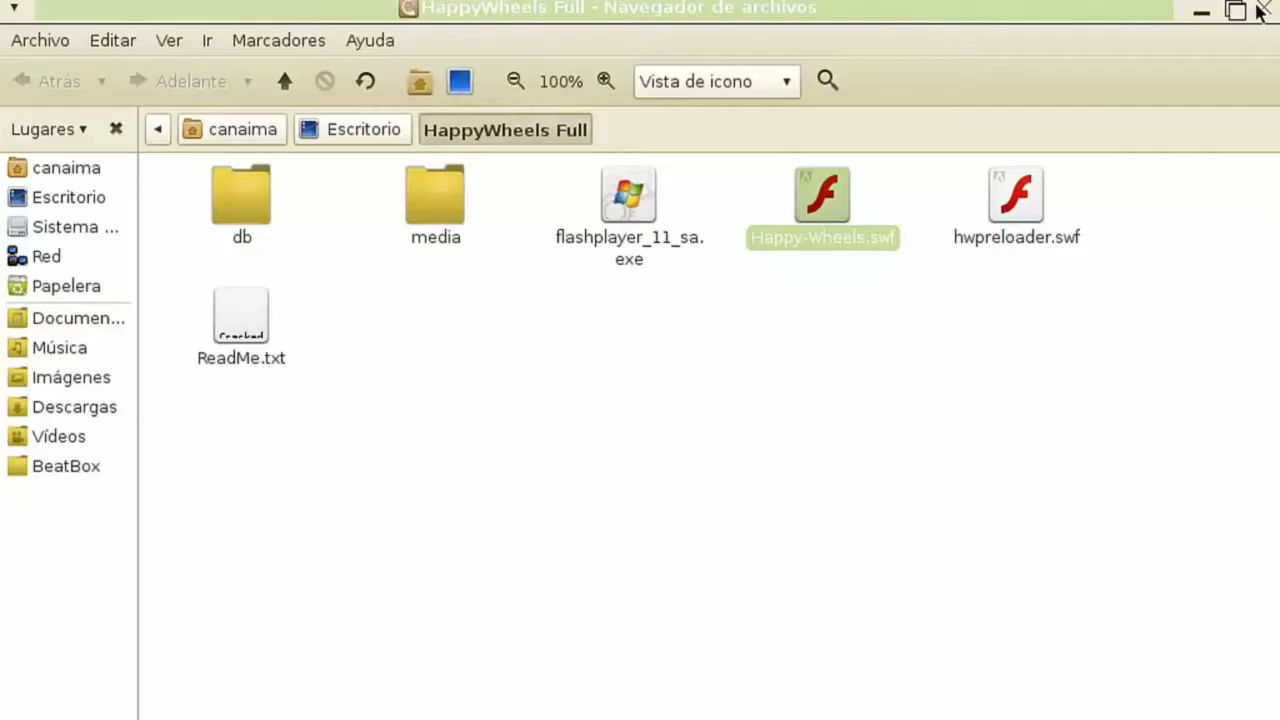 HappyWheels Full - Navegador de archivos
Archivo Editar Ver Ir Marcadores Ayuda
Atrás Adelante 100% Vista de icono
Lugares canaima Escritorio HappyWheels Full
canaima
Escritorio
Sistema ...
Red
Papelera
Documen...
Música
Imágenes
Descargas
Vídeos
BeatBox
db media flashplayer_11_sa. Happy-Wheels.swf hwpreloader.swf
exe
Cracked
ReadMe.txt